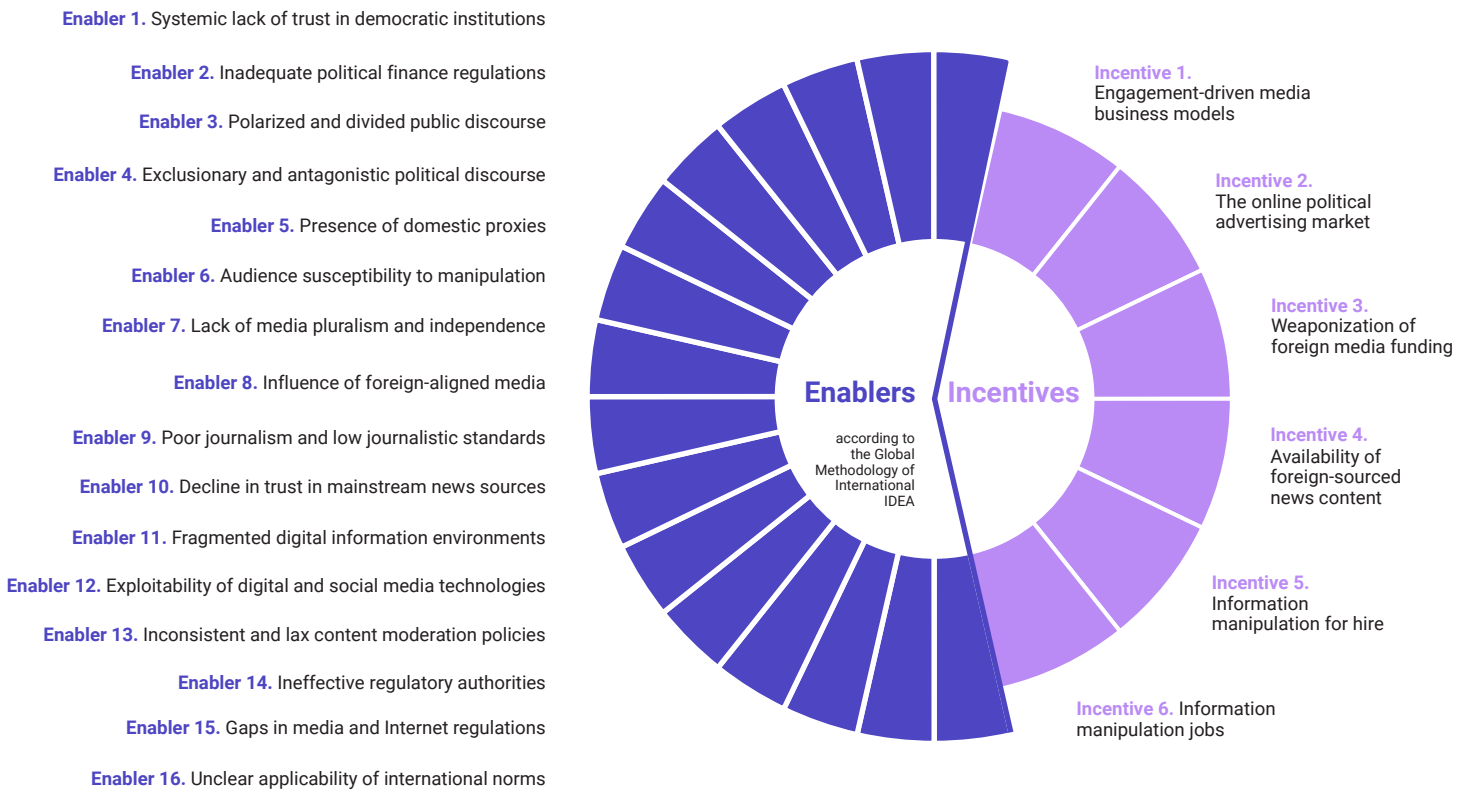 Enabler 1. Systemic lack of trust in democratic institutions
Enabler 2. Inadequate political finance regulations
Enabler 3. Polarized and divided public discourse
Enabler 4. Exclusionary and antagonistic political discourse
Enabler 5. Presence of domestic proxies
Enabler 6. Audience susceptibility to manipulation
Enabler 7. Lack of media pluralism and independence
Enabler 8. Influence of foreign-aligned media
Enabler 9. Poor journalism and low journalistic standards
Enabler 10. Decline in trust in mainstream news sources
Enabler 11. Fragmented digital information environments
Enabler 12. Exploitability of digital and social media technologies
Enabler 13. Inconsistent and lax content moderation policies
Enabler 14. Ineffective regulatory authorities
Enabler 15. Gaps in media and Internet regulations
Enabler 16. Unclear applicability of international norms
Enablers
according to
the Global
Methodology of
International
IDEA
Incentives
Incentive 1.
Engagement-driven media
business models
Incentive 2.
The online political
advertising market
Incentive 3.
Weaponization of
foreign media funding
Incentive 4.
Availability of
foreign-sourced
news content
Incentive 5.
Information
manipulation for hire
Incentive 6. Information
manipulation jobs